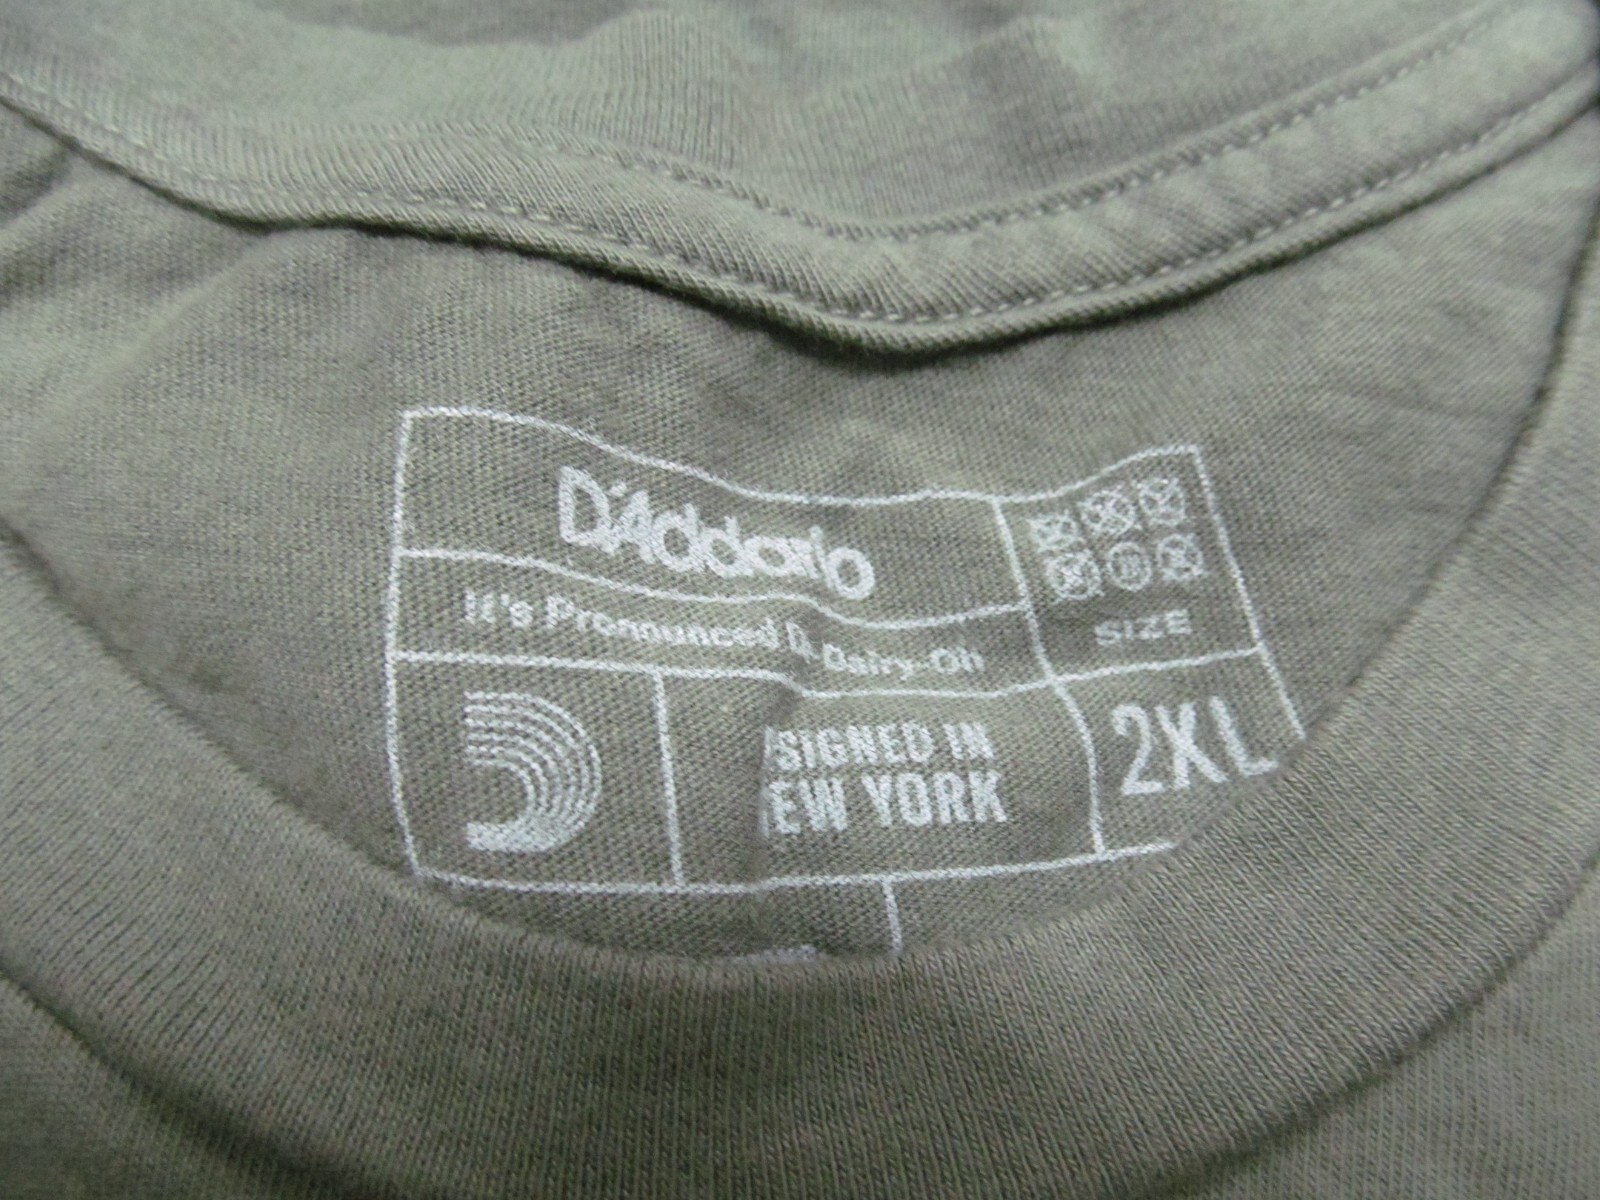 D'Addario
It's Pronounced D. Dairy-Oh
SIZE
SIGNED IN
EW YORK
2XL